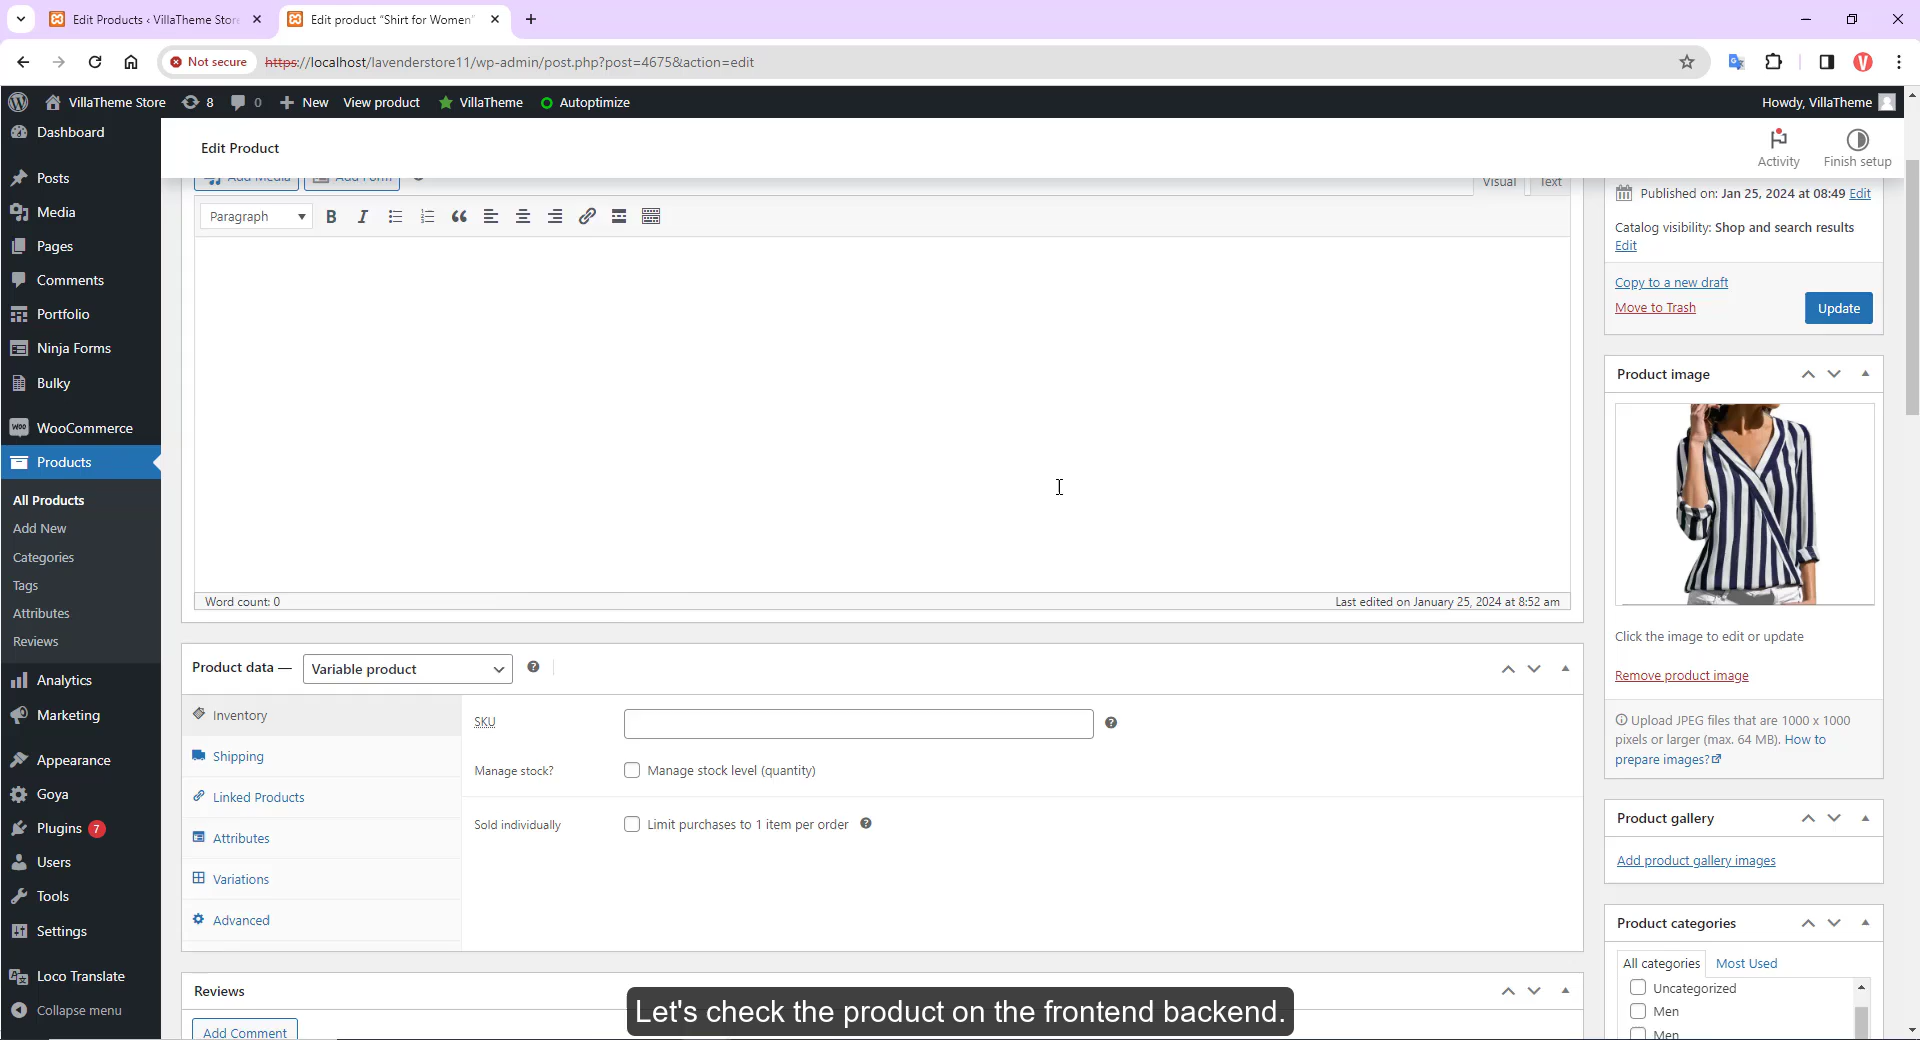 Edit Products ‹ VillaTheme Store
Edit product “Shirt for Women”
Not secure
https://localhost/lavenderstore11/wp-admin/post.php?post=4675&action=edit
VillaTheme Store
8
0
New
View product
VillaTheme
Autoptimize
Howdy, VillaTheme
Dashboard
Posts
Media
Pages
Comments
Portfolio
Ninja Forms
Bulky
WooCommerce
Products
All Products
Add New
Categories
Tags
Attributes
Reviews
Analytics
Marketing
Appearance
Goya
Plugins 7
Users
Tools
Settings
Loco Translate
Collapse menu
Edit Product
Activity
Finish setup
Add Media
Add Form
Visual
Text
Paragraph
Word count: 0
Last edited on January 25, 2024 at 8:52 am
Product data —
Variable product
Inventory
Shipping
Linked Products
Attributes
Variations
Advanced
SKU
Manage stock?
Manage stock level (quantity)
Sold individually
Limit purchases to 1 item per order
Reviews
Add Comment
Published on: Jan 25, 2024 at 08:49 Edit
Catalog visibility: Shop and search results
Edit
Copy to a new draft
Move to Trash
Update
Product image
Click the image to edit or update
Remove product image
Upload JPEG files that are 1000 x 1000
pixels or larger (max. 64 MB). How to
prepare images?
Product gallery
Add product gallery images
Product categories
All categories
Most Used
Uncategorized
Men
Men
Let's check the product on the frontend backend.